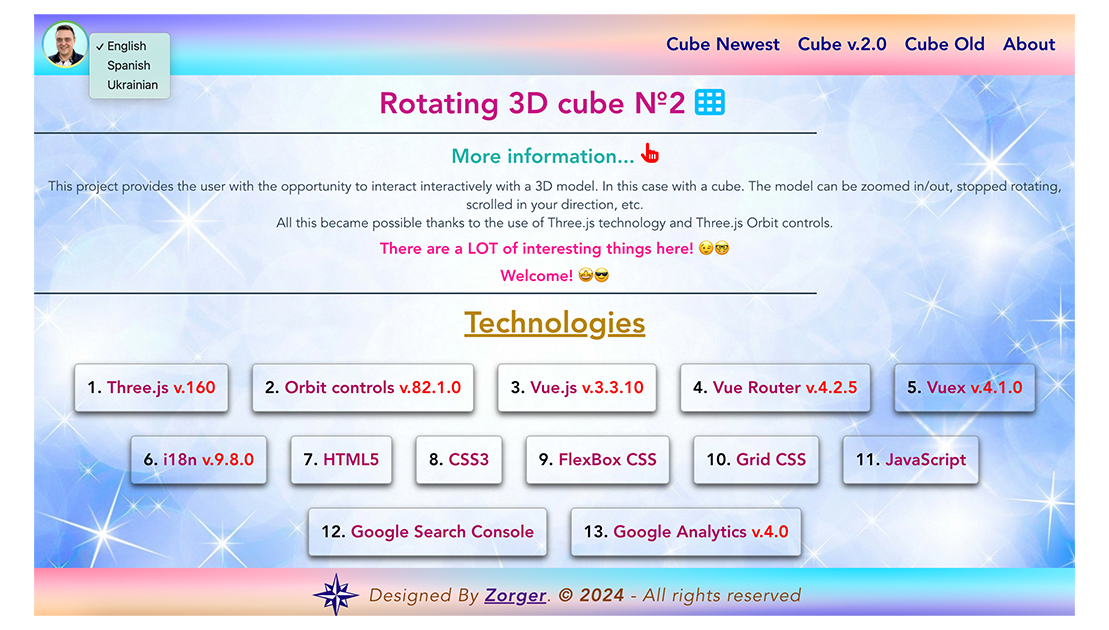 ✓ English
Spanish
Ukrainian
Cube Newest Cube v.2.0 Cube Old About
Rotating 3D cube №2
More information...
This project provides the user with the opportunity to interact interactively with a 3D model. In this case with a cube. The model can be zoomed in/out, stopped rotating,
scrolled in your direction, etc.
All this became possible thanks to the use of Three.js technology and Three.js Orbit controls.
There are a LOT of interesting things here! 😉🤓
Welcome! 🤩😎
Technologies
1. Three.js v.160 2. Orbit controls v.82.1.0 3. Vue.js v.3.3.10 4. Vue Router v.4.2.5 5. Vuex v.4.1.0
6. i18n v.9.8.0 7. HTML5 8. CSS3 9. FlexBox CSS 10. Grid CSS 11. JavaScript
12. Google Search Console 13. Google Analytics v.4.0
Designed By Zorger. © 2024 - All rights reserved